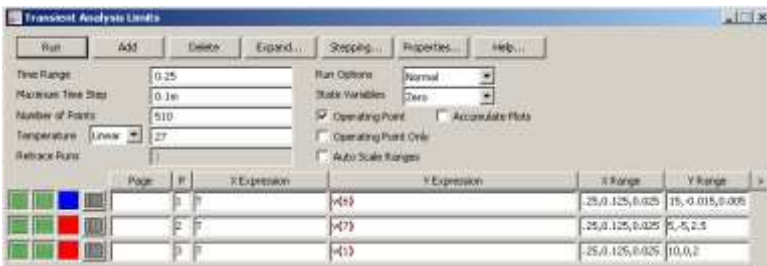 Transient Analysis Limits
Run Add Delete Expand... Stepping... Properties... Help...
Time Range 0.25 Run Options Normal
Maximum Time Step 0.1m State Variables Zero
Number of Points 510 Operating Point Accumulate Plots
Temperature Linear 27 Operating Point Only
Retrace Runs 1 Auto Scale Ranges
Page P X Expression Y Expression X Range Y Range >
1 T v(6) .25,0.125,0.025 15,-0.015,0.005
2 T v(7) .25,0.125,0.025 5,-5,2.5
3 T v(1) .25,0.125,0.025 10,0,2